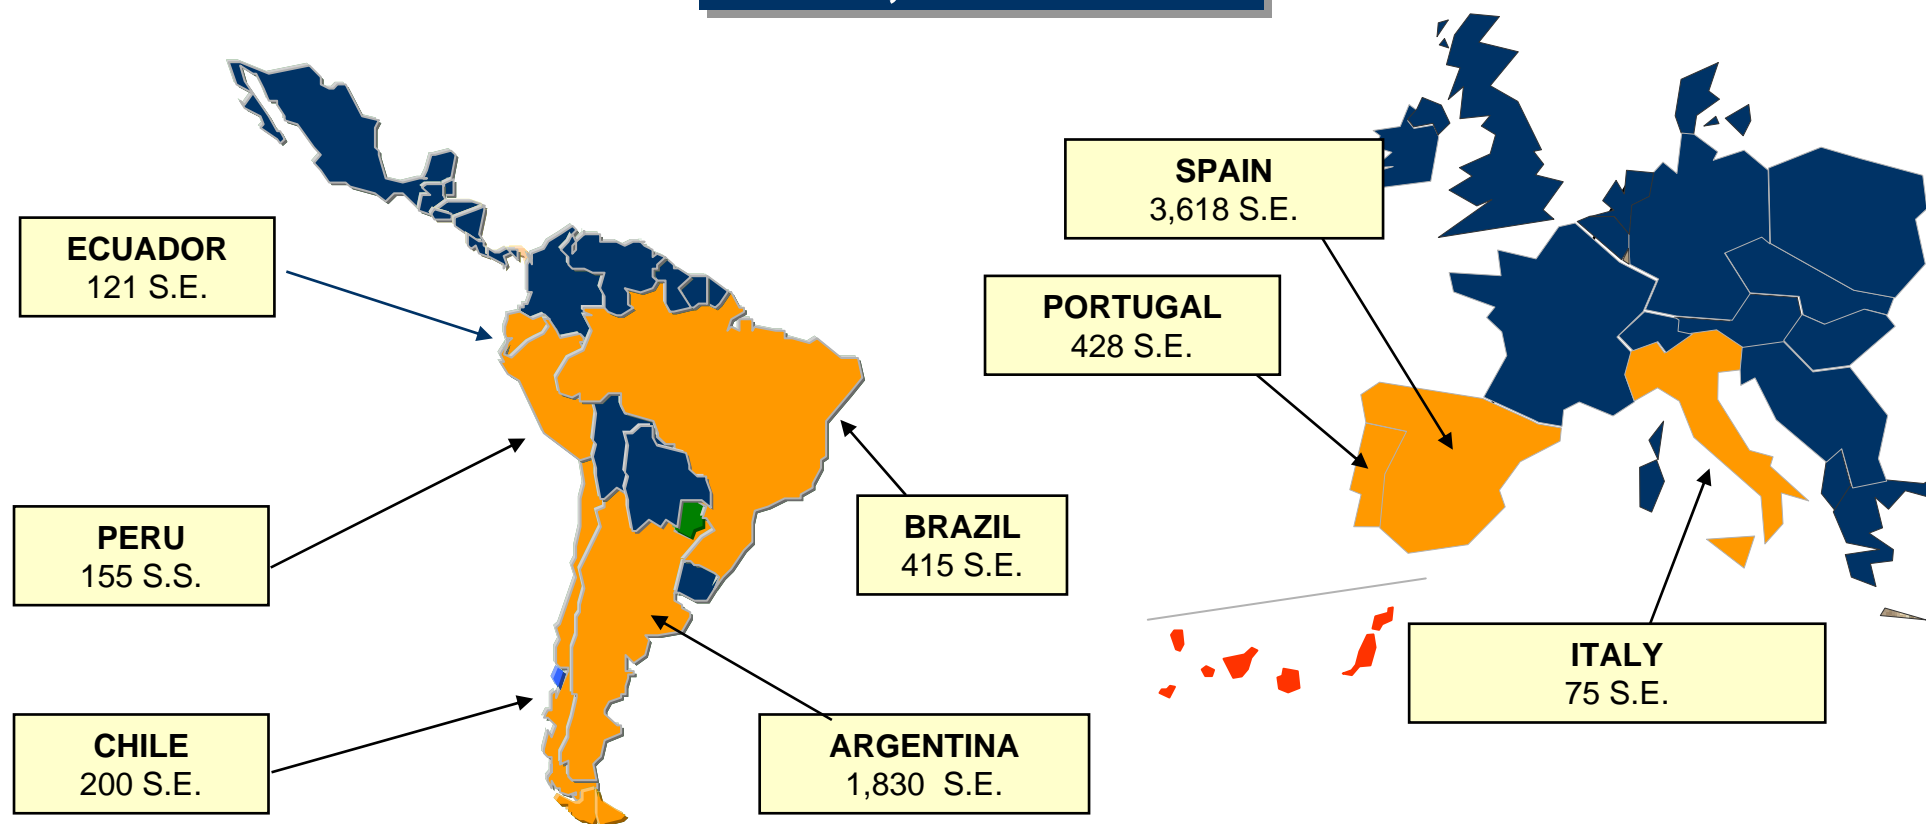 SPAIN
3,618 S.E.
ECUADOR
121 S.E.
PORTUGAL
428 S.E.
PERU
155 S.S.
BRAZIL
415 S.E.
ITALY
75 S.E.
CHILE
200 S.E.
ARGENTINA
1,830  S.E.